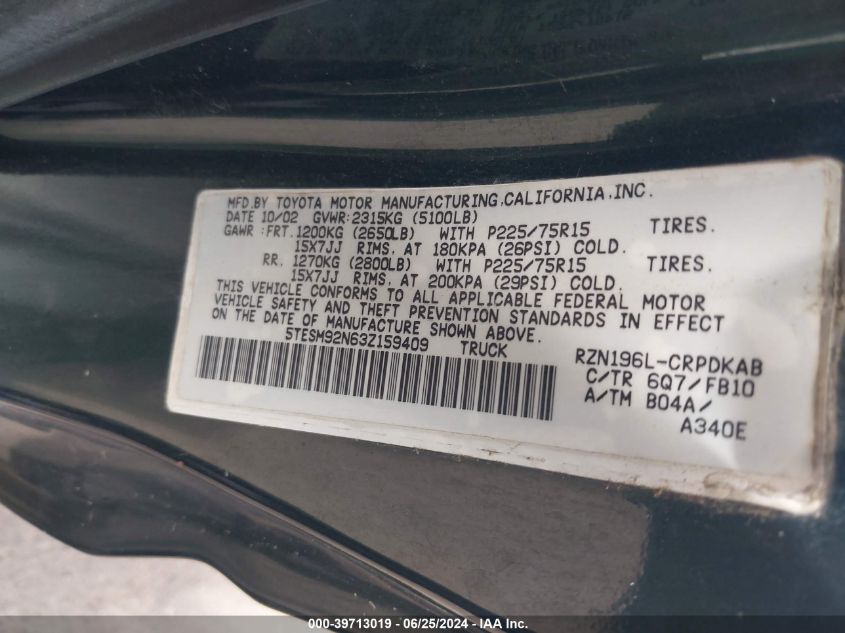 MFD.BY TOYOTA MOTOR MANUFACTURING,CALIFORNIA,INC.
DATE 10/02 GVWR:2315KG (5100LB)
GAWR :FRT. 1200KG (2650LB) WITH P225/75R15 TIRES.
15X7JJ RIMS, AT 180KPA (26PSI) COLD.
RR. 1270KG (2800LB) WITH P225/75R15 TIRES.
15X7JJ RIMS, AT 200KPA (29PSI) COLD.
THIS VEHICLE CONFORMS TO ALL APPLICABLE FEDERAL MOTOR
VEHICLE SAFETY AND THEFT PREVENTION STANDARDS IN EFFECT
ON THE DATE OF MANUFACTURE SHOWN ABOVE.
5TESM92N63Z159409 TRUCK
RZN196L-CRPDKAB
C/TR 6Q7/FB10
A/TM B04A/
A340E
000-39713019 - 06/25/2024 - IAA Inc.